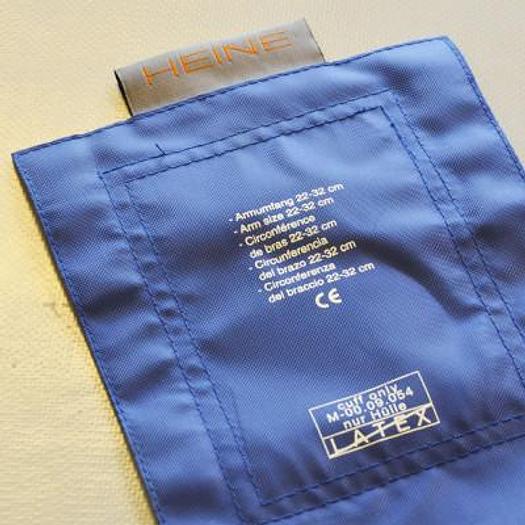 HEINE
- Armumfang 22-32 cm
- Arm size 22-32 cm
- Circonférence
de bras 22-32 cm
- Circunferencia
del brazo 22-32 cm
- Circonferenza
del braccio 22-32 cm
CE
cuff only
M-00.09.054
nur Hülle
LATEX